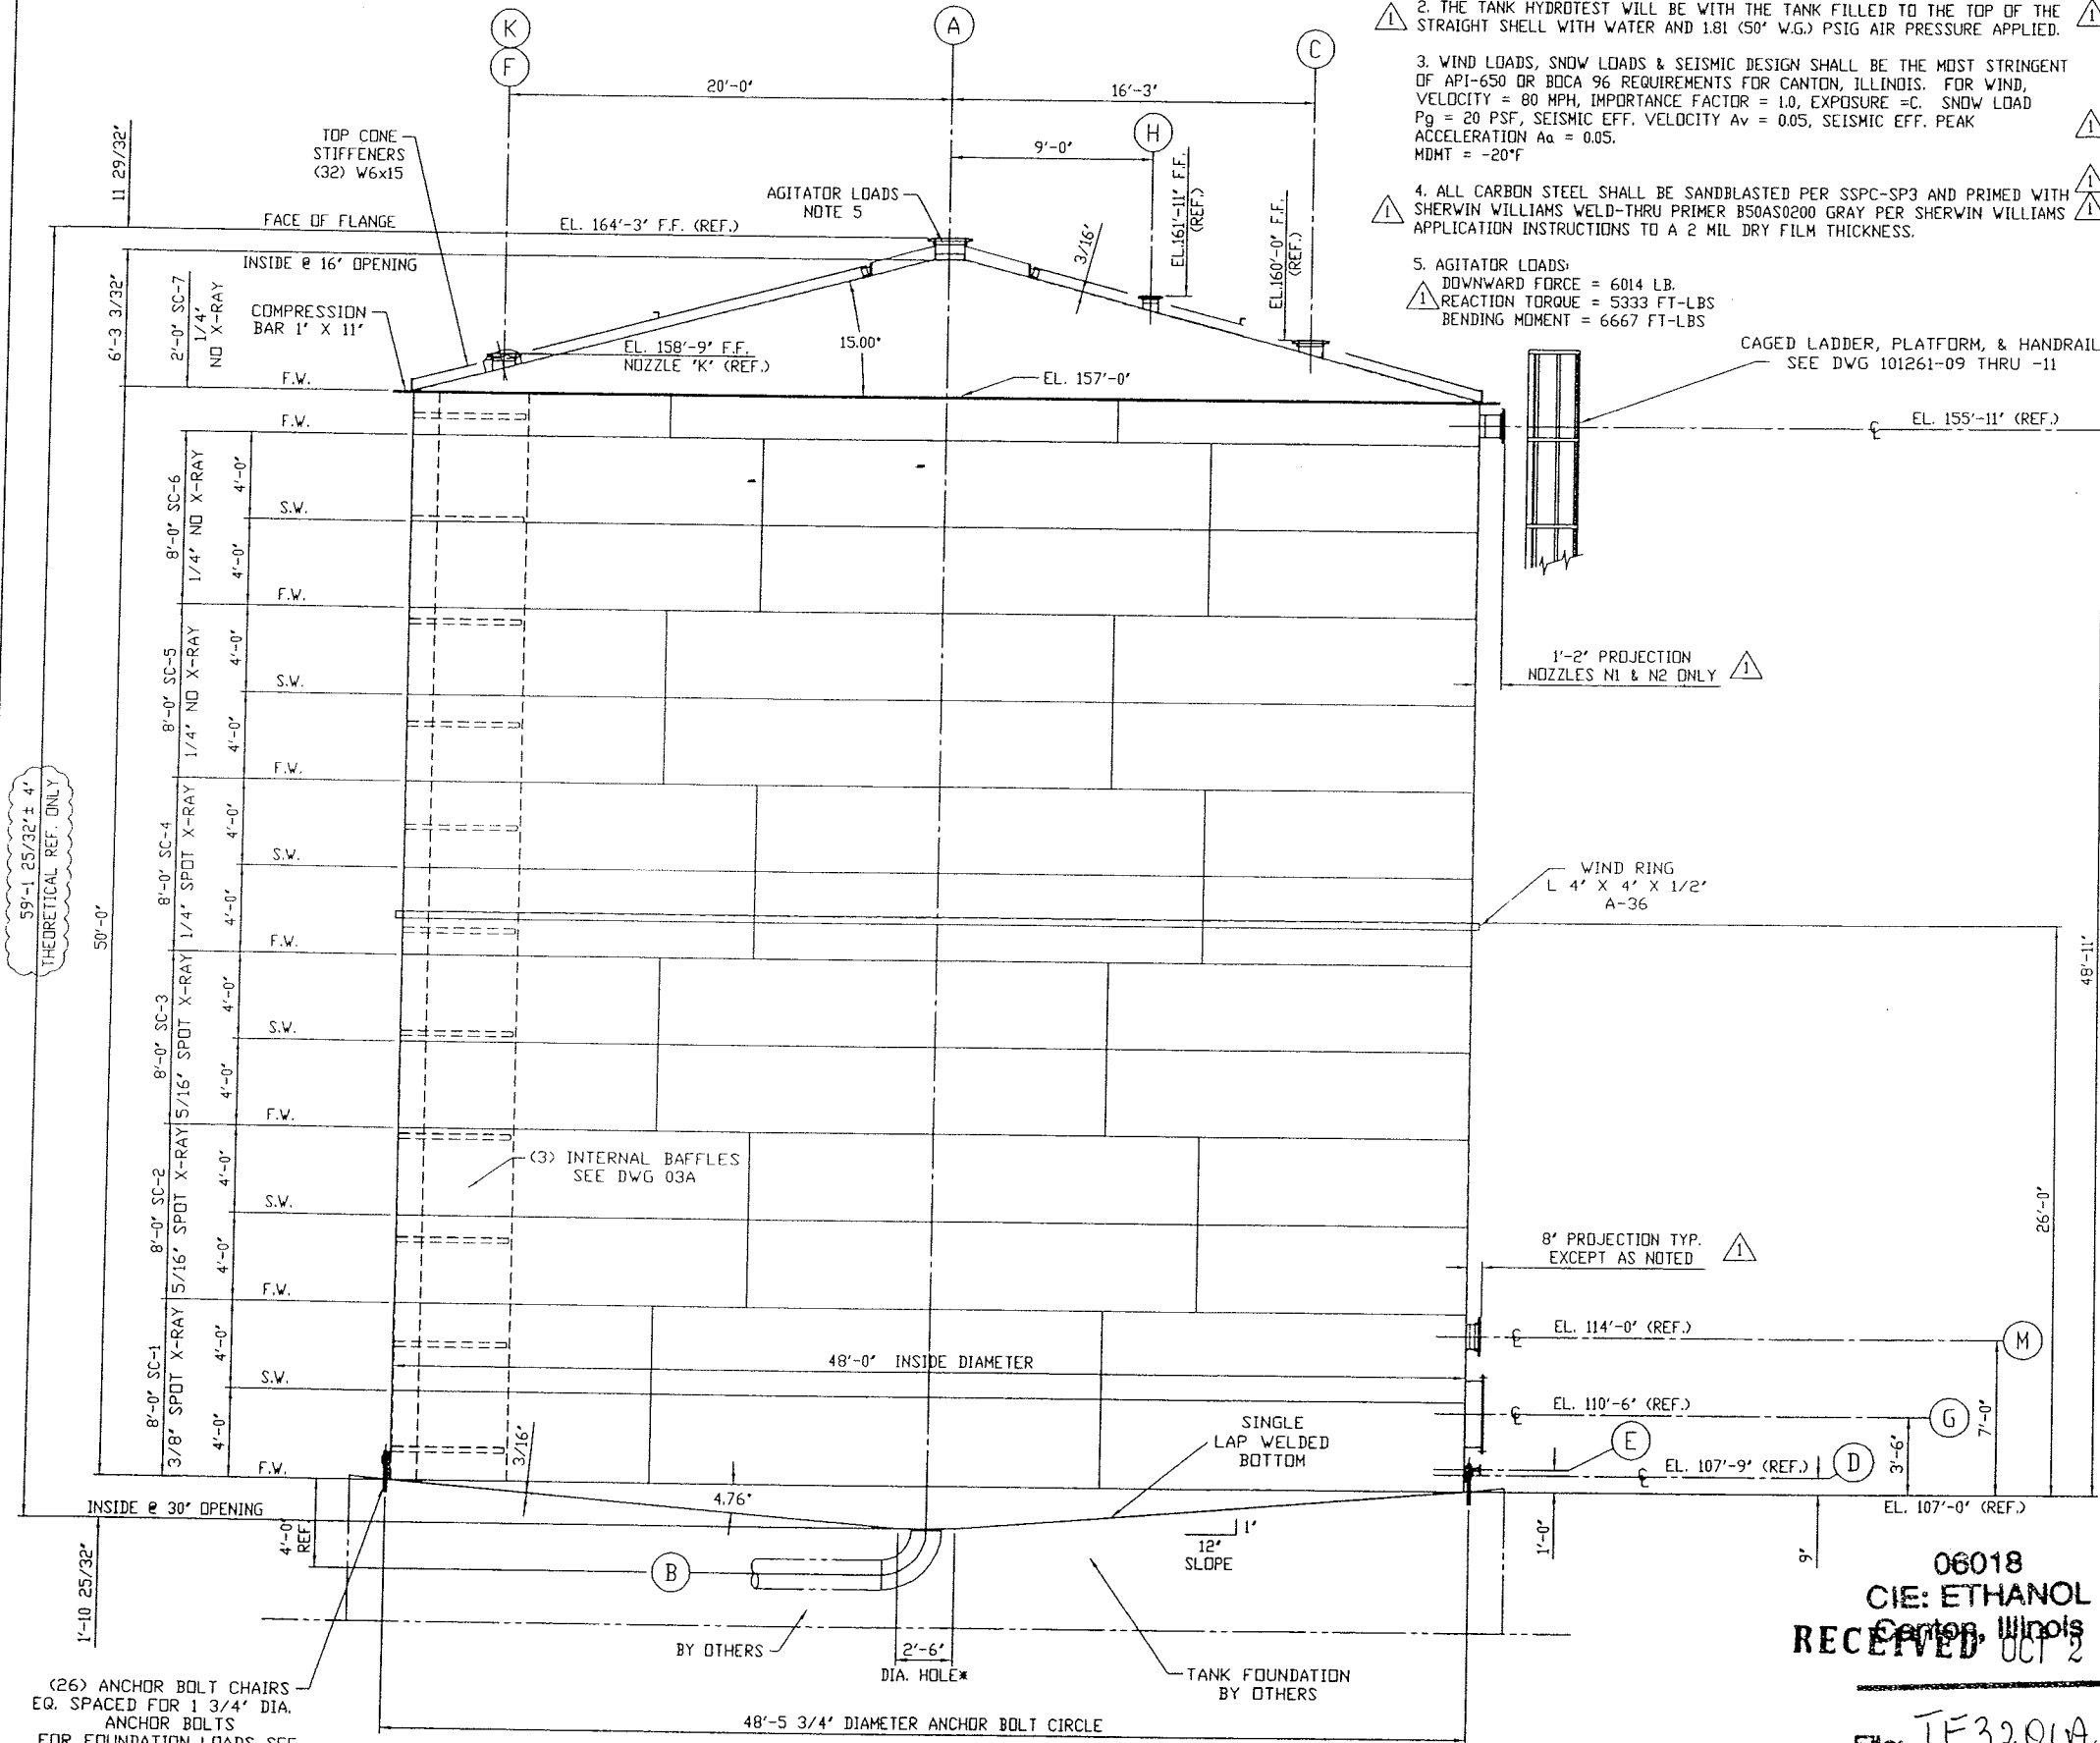 K
F
A
C
H
20'-0"
16'-3"
9'-0"
2. THE TANK HYDROTEST WILL BE WITH THE TANK FILLED TO THE TOP OF THE
STRAIGHT SHELL WITH WATER AND 1.81 (50" W.G.) PSIG AIR PRESSURE APPLIED.
1
1
3. WIND LOADS, SNOW LOADS & SEISMIC DESIGN SHALL BE THE MOST STRINGENT
OF API-650 OR BOCA 96 REQUIREMENTS FOR CANTON, ILLINOIS. FOR WIND,
VELOCITY = 80 MPH, IMPORTANCE FACTOR = 1.0, EXPOSURE =C. SNOW LOAD
Pg = 20 PSF, SEISMIC EFF. VELOCITY Av = 0.05, SEISMIC EFF. PEAK
ACCELERATION Aa = 0.05.
MDMT = -20°F
1
4. ALL CARBON STEEL SHALL BE SANDBLASTED PER SSPC-SP3 AND PRIMED WITH
SHERWIN WILLIAMS WELD-THRU PRIMER B50AS0200 GRAY PER SHERWIN WILLIAMS
APPLICATION INSTRUCTIONS TO A 2 MIL DRY FILM THICKNESS.
1
1
1
5. AGITATOR LOADS:
DOWNWARD FORCE = 6014 LB.
REACTION TORQUE = 5333 FT-LBS
BENDING MOMENT = 6667 FT-LBS
1
TOP CONE
STIFFENERS
(32) W6x15
AGITATOR LOADS
NOTE 5
11 29/32"
FACE OF FLANGE
EL. 164'-3" F.F. (REF.)
INSIDE @ 16" OPENING
3/16"
EL.161'-11" F.F.
(REF.)
EL.160'-0" F.F.
(REF.)
6'-3 3/32"
2'-0" SC-7
1/4"
NO X-RAY
COMPRESSION
BAR 1" X 11"
EL. 158'-9" F.F.
NOZZLE "K" (REF.)
15.00°
EL. 157'-0"
CAGED LADDER, PLATFORM, & HANDRAIL
SEE DWG 101261-09 THRU -11
EL. 155'-11" (REF.)
F.W.
F.W.
8'-0" SC-6
1/4" NO X-RAY
4'-0"
S.W.
4'-0"
F.W.
8'-0" SC-5
1/4" NO X-RAY
4'-0"
S.W.
4'-0"
F.W.
1'-2" PROJECTION
NOZZLES N1 & N2 ONLY
1
59'-1 25/32" ± 4"
THEORETICAL REF. ONLY
50'-0"
8'-0" SC-4
1/4" SPOT X-RAY
4'-0"
S.W.
4'-0"
F.W.
WIND RING
L 4" X 4" X 1/2"
A-36
48'-11"
8'-0" SC-3
5/16" SPOT X-RAY
4'-0"
S.W.
4'-0"
F.W.
8'-0" SC-2
5/16" SPOT X-RAY
4'-0"
S.W.
4'-0"
F.W.
(3) INTERNAL BAFFLES
SEE DWG 03A
26'-0"
8" PROJECTION TYP.
EXCEPT AS NOTED
1
8'-0" SC-1
3/8" SPOT X-RAY
4'-0"
S.W.
4'-0"
F.W.
48'-0" INSIDE DIAMETER
EL. 114'-0" (REF.)
M
EL. 110'-6" (REF.)
G
7'-0"
3'-6"
E
EL. 107'-9" (REF.)
D
EL. 107'-0" (REF.)
1'-0"
9"
3/16"
4.76°
SINGLE
LAP WELDED
BOTTOM
INSIDE @ 30" OPENING
4'-0"
REF.
1"
12"
SLOPE
B
1'-10 25/32"
BY OTHERS
2'-6"
DIA. HOLE*
TANK FOUNDATION
BY OTHERS
(26) ANCHOR BOLT CHAIRS
EQ. SPACED FOR 1 3/4" DIA.
ANCHOR BOLTS
FOR FOUNDATION LOADS SEE
48'-5 3/4" DIAMETER ANCHOR BOLT CIRCLE
06018
CIE: ETHANOL
Canton, Illinois
RECEIVED OCT 2